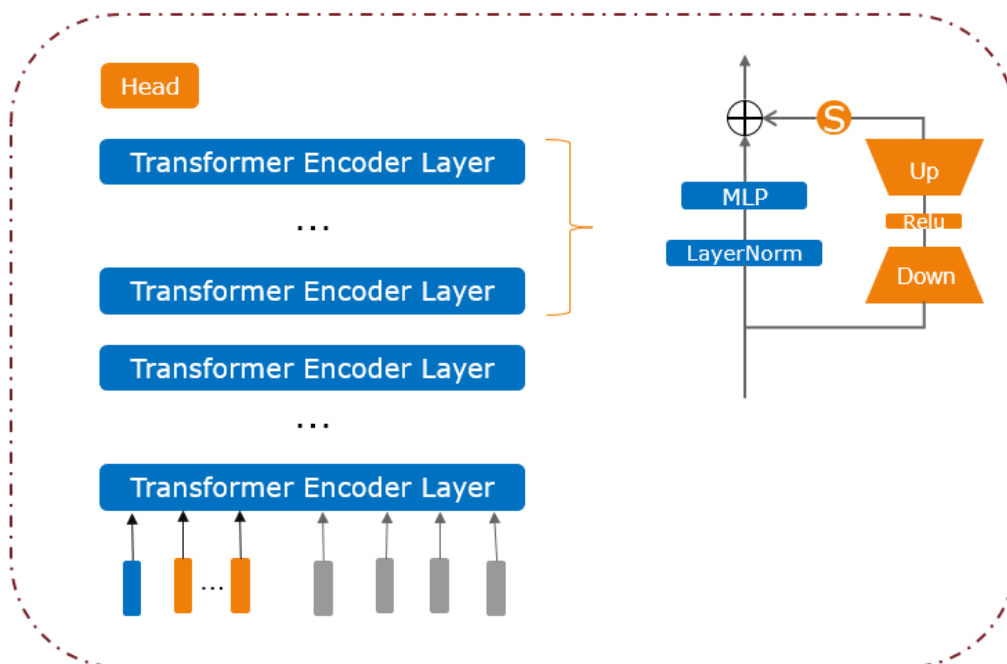 Head
Transformer Encoder Layer
...
Transformer Encoder Layer
Transformer Encoder Layer
...
Transformer Encoder Layer
...
S
Up
MLP
Relu
LayerNorm
Down